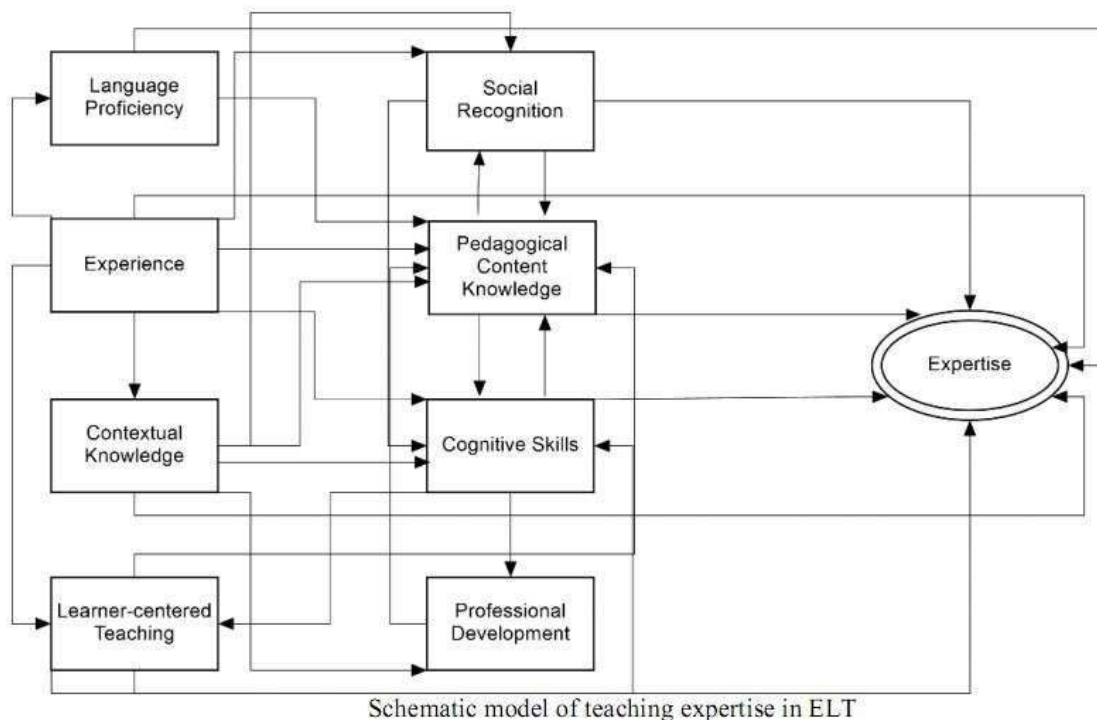 Language
Proficiency
Social
Recognition
Experience
Pedagogical
Content
Knowledge
Expertise
Contextual
Knowledge
Cognitive Skills
Learner-centered
Teaching
Professional
Development
Schematic model of teaching expertise in ELT